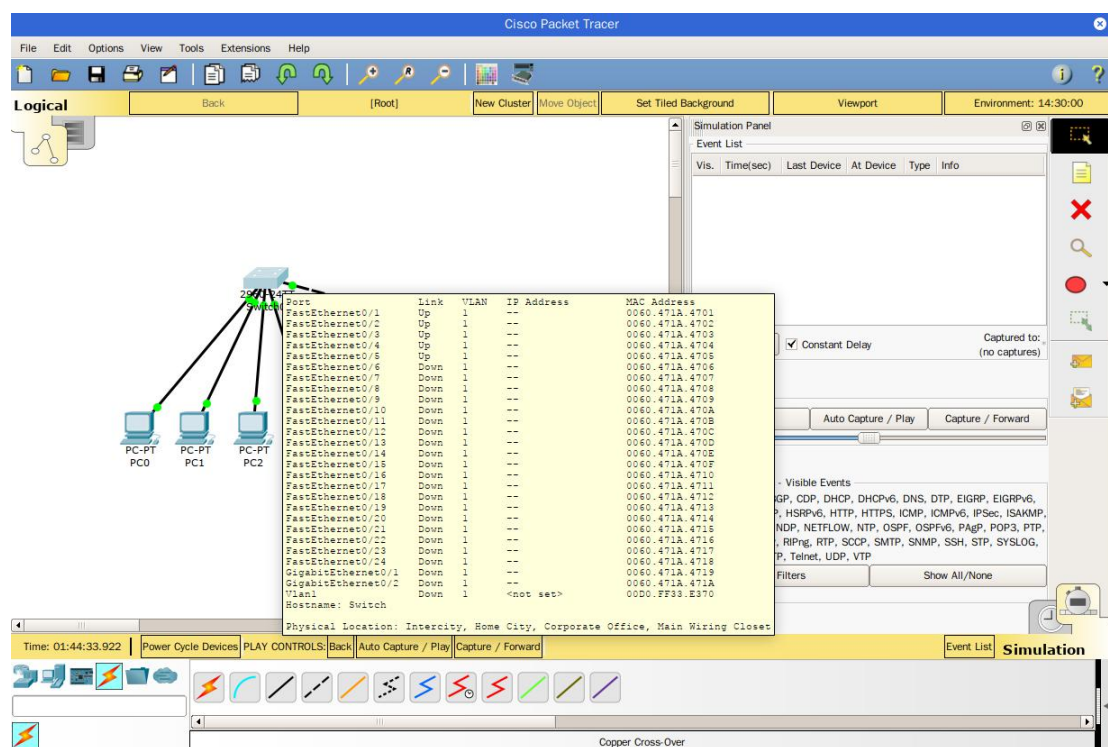 Cisco Packet Tracer
File Edit Options View Tools Extensions Help
Logical Back [Root] New Cluster Move Object Set Tiled Background Viewport Environment: 14:30:00
Simulation Panel
Event List
Vis. Time(sec) Last Device At Device Type Info
Port Link VLAN IP Address MAC Address
FastEthernet0/1 Up 1 -- 0060.471A.4701
FastEthernet0/2 Up 1 -- 0060.471A.4702
FastEthernet0/3 Up 1 -- 0060.471A.4703
FastEthernet0/4 Up 1 -- 0060.471A.4704
FastEthernet0/5 Up 1 -- 0060.471A.4705
FastEthernet0/6 Down 1 -- 0060.471A.4706
FastEthernet0/7 Down 1 -- 0060.471A.4707
FastEthernet0/8 Down 1 -- 0060.471A.4708
FastEthernet0/9 Down 1 -- 0060.471A.4709
FastEthernet0/10 Down 1 -- 0060.471A.470A
FastEthernet0/11 Down 1 -- 0060.471A.470B
FastEthernet0/12 Down 1 -- 0060.471A.470C
FastEthernet0/13 Down 1 -- 0060.471A.470D
FastEthernet0/14 Down 1 -- 0060.471A.470E
FastEthernet0/15 Down 1 -- 0060.471A.470F
FastEthernet0/16 Down 1 -- 0060.471A.4710
FastEthernet0/17 Down 1 -- 0060.471A.4711
FastEthernet0/18 Down 1 -- 0060.471A.4712
FastEthernet0/19 Down 1 -- 0060.471A.4713
FastEthernet0/20 Down 1 -- 0060.471A.4714
FastEthernet0/21 Down 1 -- 0060.471A.4715
FastEthernet0/22 Down 1 -- 0060.471A.4716
FastEthernet0/23 Down 1 -- 0060.471A.4717
FastEthernet0/24 Down 1 -- 0060.471A.4718
GigabitEthernet0/1 Down 1 -- 0060.471A.4719
GigabitEthernet0/2 Down 1 -- 0060.471A.471A
Vlan1 Down 1 <not set> 00D0.FF33.E370
Hostname: Switch
Physical Location: Intercity, Home City, Corporate Office, Main Wiring Closet
PC-PT
PC0
PC-PT
PC1
PC-PT
PC2
Constant Delay
Captured to:
(no captures)
Auto Capture / Play Capture / Forward
- Visible Events
GP, CDP, DHCP, DHCPv6, DNS, DTP, EIGRP, EIGRPv6,
, HSRPv6, HTTP, HTTPS, ICMP, ICMPv6, IPSec, ISAKMP,
NDP, NETFLOW, NTP, OSPF, OSPFv6, PAgP, POP3, PTP,
, RIPng, RTP, SCCP, SMTP, SNMP, SSH, STP, SYSLOG,
P, Telnet, UDP, VTP
Filters Show All/None
Time: 01:44:33.922 Power Cycle Devices PLAY CONTROLS: Back Auto Capture / Play Capture / Forward Event List Simulation
Copper Cross-Over